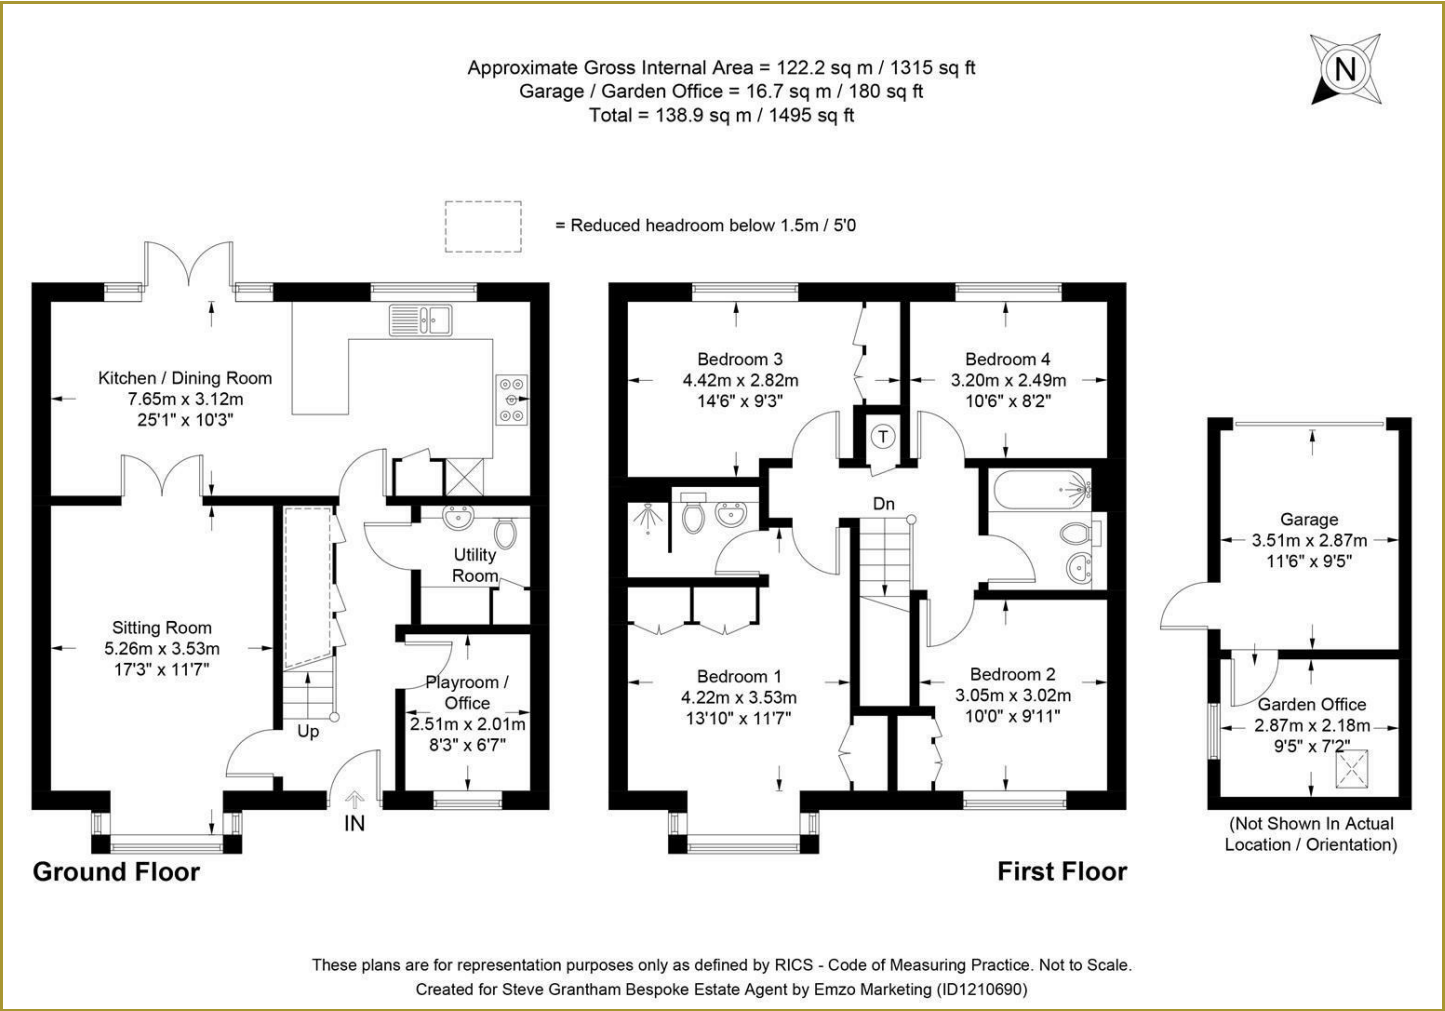 Approximate Gross Internal Area = 122.2 sq m / 1315 sq ft
Garage / Garden Office = 16.7 sq m / 180 sq ft
Total = 138.9 sq m / 1495 sq ft
N
= Reduced headroom below 1.5m / 5'0
Kitchen / Dining Room
7.65m x 3.12m
25'1" x 10'3"
Sitting Room
5.26m x 3.53m
17'3" x 11'7"
Utility
Room
Playroom /
Office
2.51m x 2.01m
8'3" x 6'7"
Up
IN
Ground Floor
Bedroom 3
4.42m x 2.82m
14'6" x 9'3"
Bedroom 4
3.20m x 2.49m
10'6" x 8'2"
T
Dn
Bedroom 1
4.22m x 3.53m
13'10" x 11'7"
Bedroom 2
3.05m x 3.02m
10'0" x 9'11"
First Floor
Garage
3.51m x 2.87m
11'6" x 9'5"
Garden Office
2.87m x 2.18m
9'5" x 7'2"
(Not Shown In Actual
Location / Orientation)
These plans are for representation purposes only as defined by RICS - Code of Measuring Practice. Not to Scale.
Created for Steve Grantham Bespoke Estate Agent by Emzo Marketing (ID1210690)